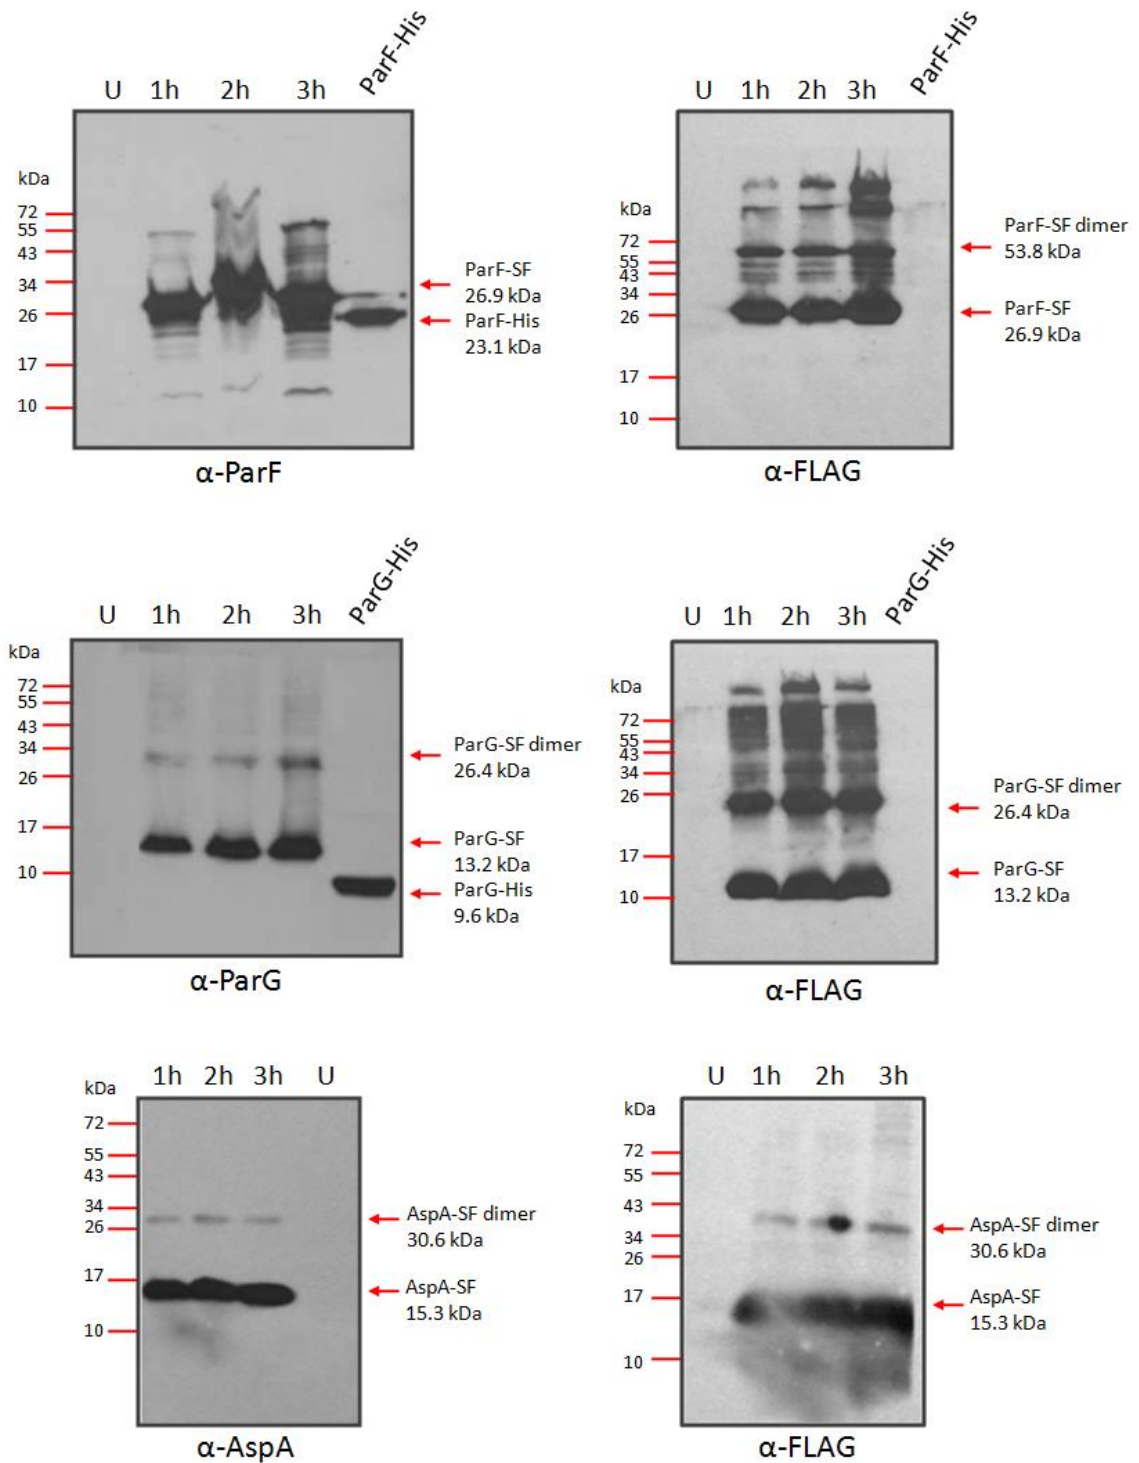 U 1h 2h 3h ParF-His
kDa
72
55
43
34
26
17
10
ParF-SF
26.9 kDa
ParF-His
23.1 kDa
α-ParF
U 1h 2h 3h ParF-His
kDa
72
55
43
34
26
17
10
ParF-SF dimer
53.8 kDa
ParF-SF
26.9 kDa
α-FLAG
U 1h 2h 3h ParG-His
kDa
72
55
43
34
26
17
10
ParG-SF dimer
26.4 kDa
ParG-SF
13.2 kDa
ParG-His
9.6 kDa
α-ParG
U 1h 2h 3h ParG-His
kDa
72
55
43
34
26
17
10
ParG-SF dimer
26.4 kDa
ParG-SF
13.2 kDa
α-FLAG
1h 2h 3h U
kDa
72
55
43
34
26
17
10
AspA-SF dimer
30.6 kDa
AspA-SF
15.3 kDa
α-AspA
U 1h 2h 3h
kDa
72
55
43
34
26
17
10
AspA-SF dimer
30.6 kDa
AspA-SF
15.3 kDa
α-FLAG